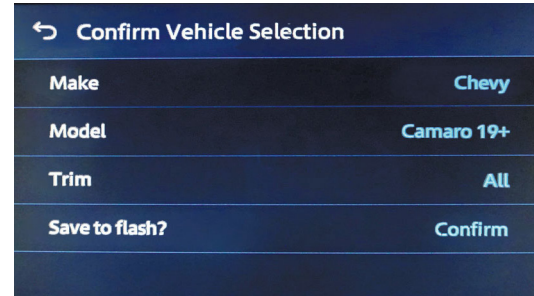 Confirm Vehicle Selection
Make Chevy
Model Camaro 19+
Trim All
Save to flash? Confirm